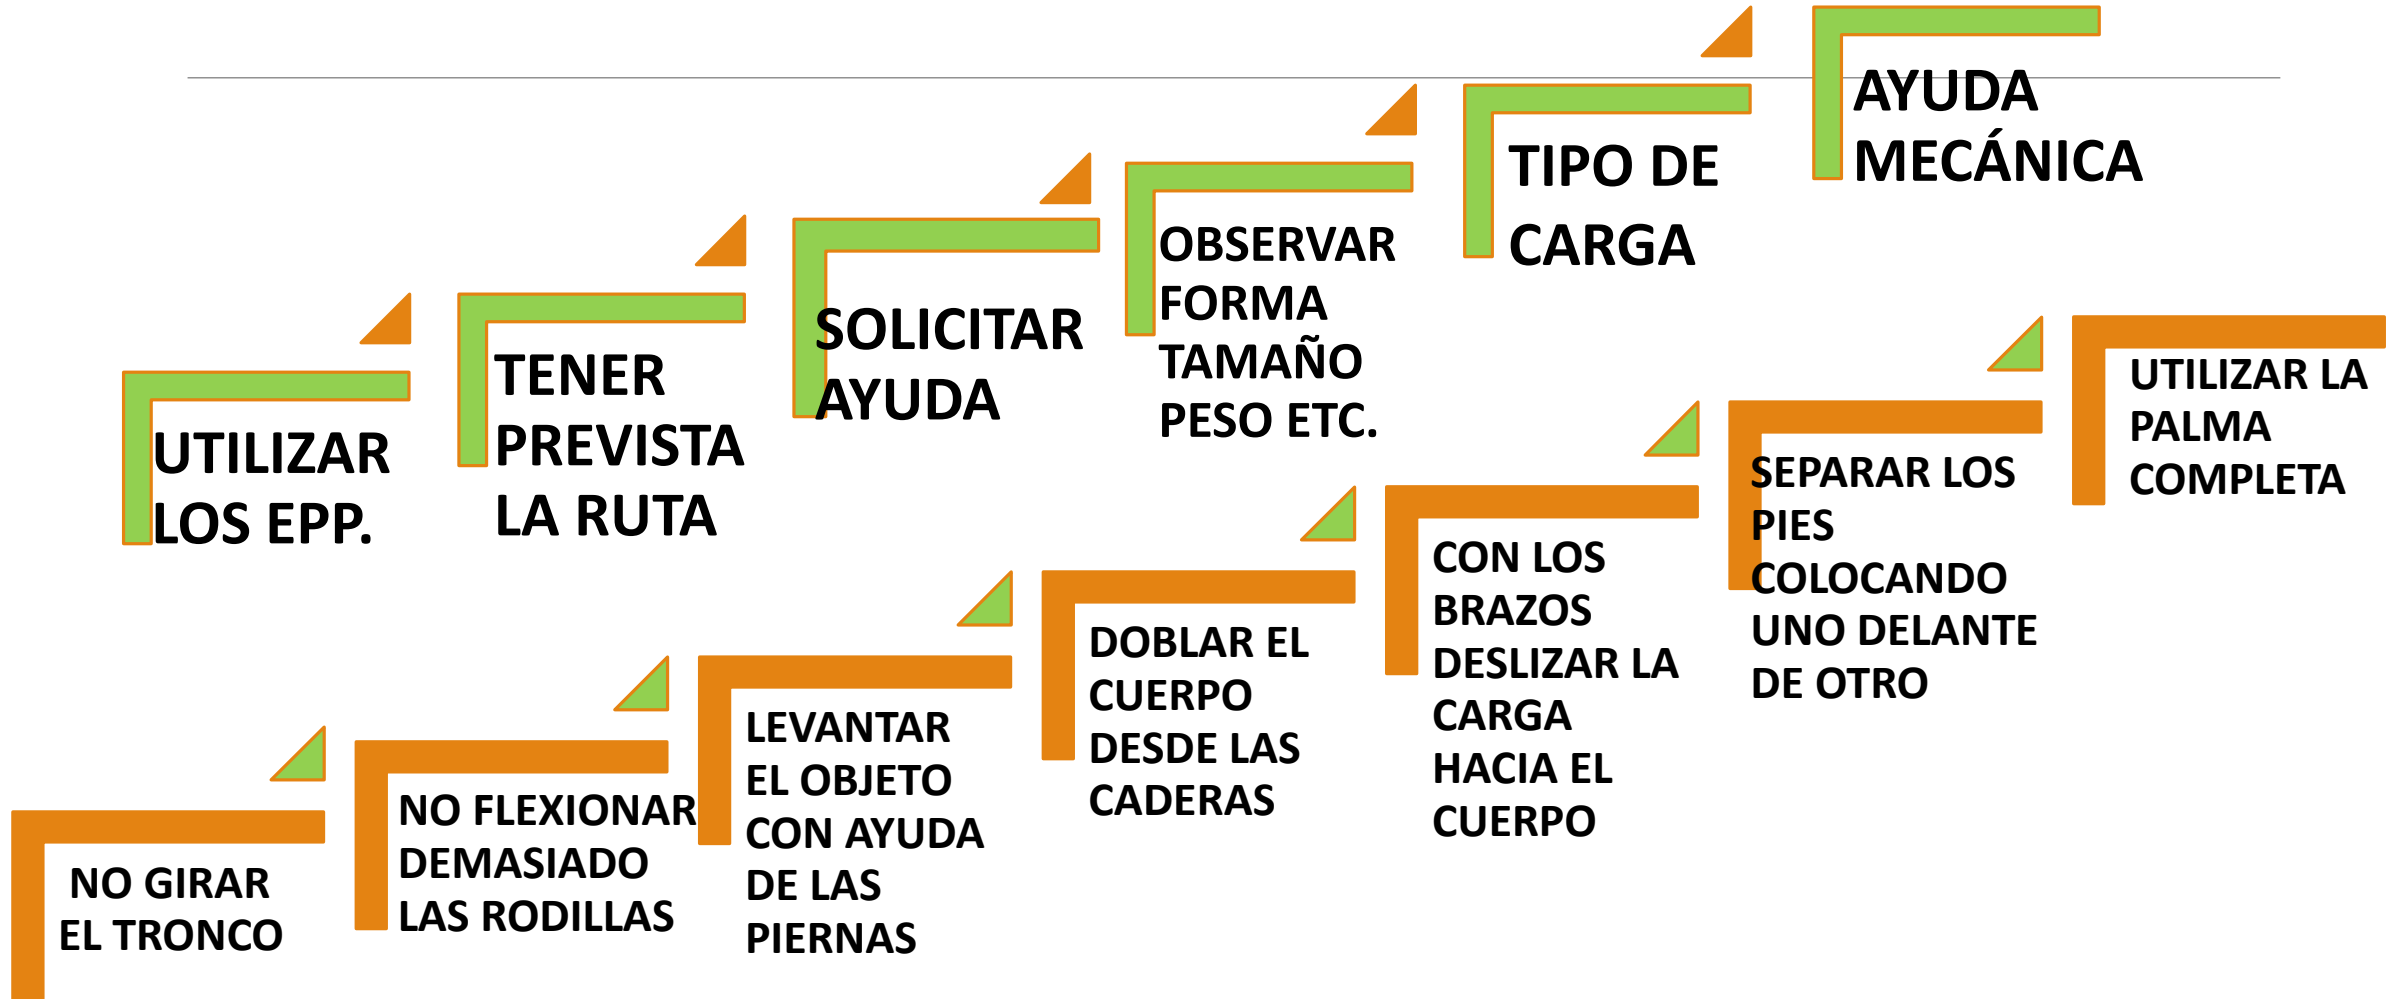 UTILIZAR
LOS EPP.
TENER
PREVISTA
LA RUTA
SOLICITAR
AYUDA
OBSERVAR
FORMA
TAMAÑO
PESO ETC.
TIPO DE
CARGA
AYUDA
MECÁNICA
NO GIRAR
EL TRONCO
NO FLEXIONAR
DEMASIADO
LAS RODILLAS
LEVANTAR
EL OBJETO
CON AYUDA
DE LAS
PIERNAS
DOBLAR EL
CUERPO
DESDE LAS
CADERAS
CON LOS
BRAZOS
DESLIZAR LA
CARGA
HACIA EL
CUERPO
SEPARAR LOS
PIES
COLOCANDO
UNO DELANTE
DE OTRO
UTILIZAR LA
PALMA
COMPLETA